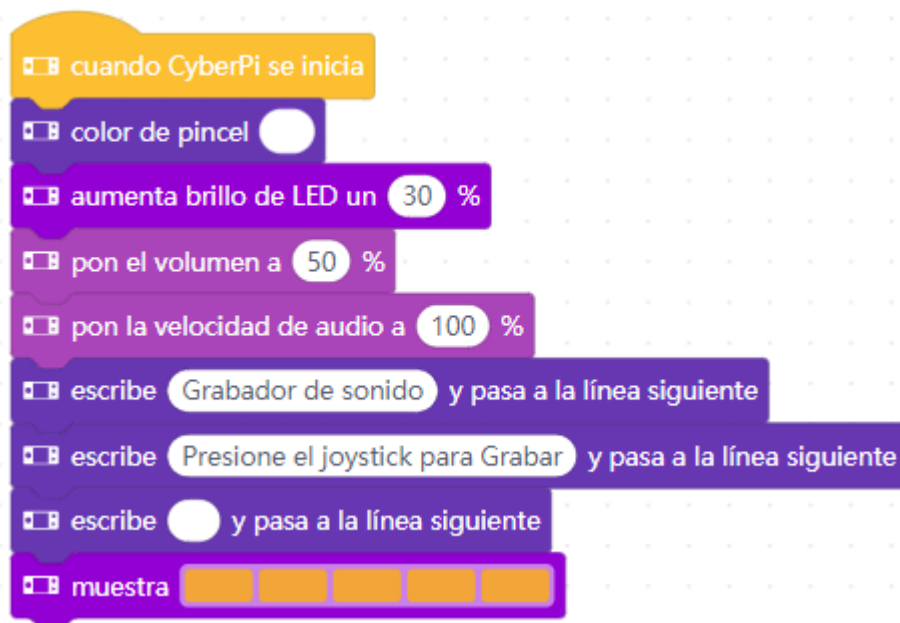 cuando CyberPi se inicia
color de pincel
aumenta brillo de LED un 30 %
pon el volumen a 50 %
pon la velocidad de audio a 100 %
escribe Grabador de sonido y pasa a la línea siguiente
escribe Presione el joystick para Grabar y pasa a la línea siguiente
escribe y pasa a la línea siguiente
muestra